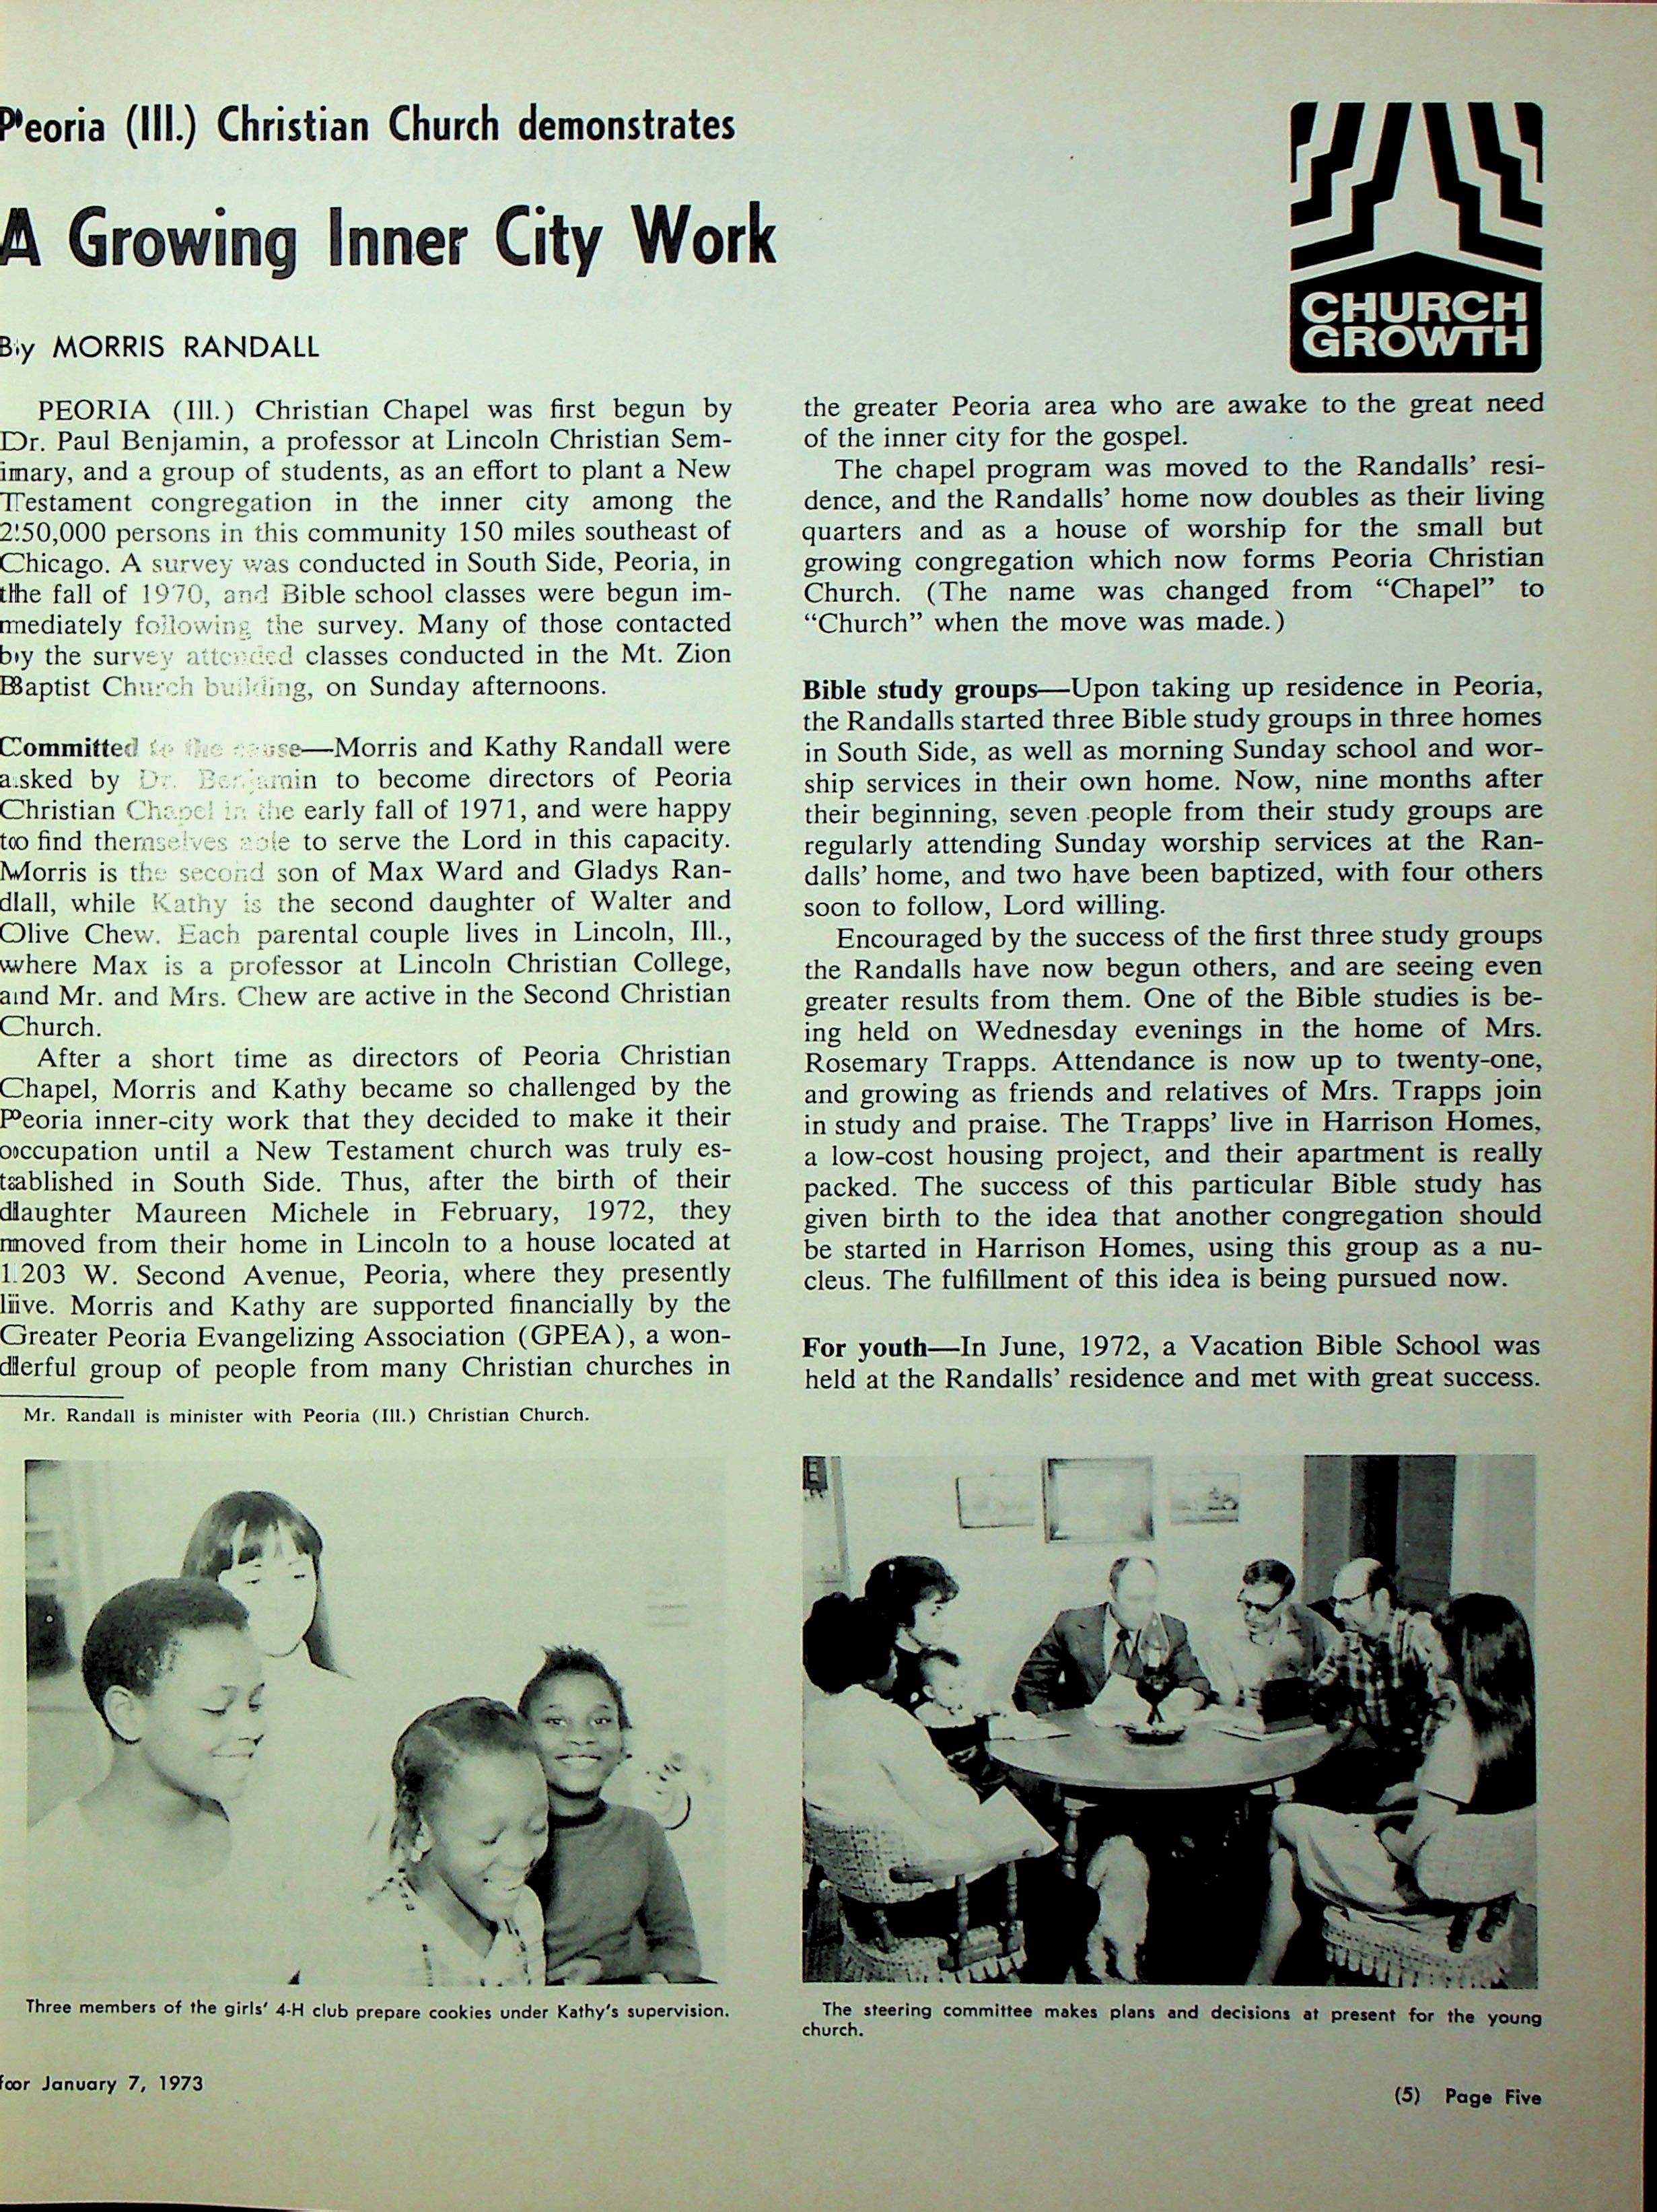 Peoria (Ill.) Christian Church demonstrates
A Growing Inner City Work
By MORRIS RANDALL
CHURCH
GROWTH
PEORIA (Ill.) Christian Chapel was first begun by
Dr. Paul Benjamin, a professor at Lincoln Christian Sem-
inary, and a group of students, as an effort to plant a New
Testament congregation in the inner city among the
250,000 persons in this community 150 miles southeast of
Chicago. A survey was conducted in South Side, Peoria, in
the fall of 1970, and Bible school classes were begun im-
mediately following the survey. Many of those contacted
by the survey attended classes conducted in the Mt. Zion
Baptist Church building, on Sunday afternoons.
Committed to the cause—Morris and Kathy Randall were
asked by Dr. Benjamin to become directors of Peoria
Christian Chapel in the early fall of 1971, and were happy
to find themselves able to serve the Lord in this capacity.
Morris is the second son of Max Ward and Gladys Ran-
dall, while Kathy is the second daughter of Walter and
Olive Chew. Each parental couple lives in Lincoln, Ill.,
where Max is a professor at Lincoln Christian College,
and Mr. and Mrs. Chew are active in the Second Christian
Church.
After a short time as directors of Peoria Christian
Chapel, Morris and Kathy became so challenged by the
Peoria inner-city work that they decided to make it their
occupation until a New Testament church was truly es-
tablished in South Side. Thus, after the birth of their
daughter Maureen Michele in February, 1972, they
moved from their home in Lincoln to a house located at
1203 W. Second Avenue, Peoria, where they presently
live. Morris and Kathy are supported financially by the
Greater Peoria Evangelizing Association (GPEA), a won-
derful group of people from many Christian churches in
Mr. Randall is minister with Peoria (Ill.) Christian Church.
the greater Peoria area who are awake to the great need
of the inner city for the gospel.
The chapel program was moved to the Randalls' resi-
dence, and the Randalls' home now doubles as their living
quarters and as a house of worship for the small but
growing congregation which now forms Peoria Christian
Church. (The name was changed from “Chapel” to
“Church” when the move was made.)
Bible study groups—Upon taking up residence in Peoria,
the Randalls started three Bible study groups in three homes
in South Side, as well as morning Sunday school and wor-
ship services in their own home. Now, nine months after
their beginning, seven people from their study groups are
regularly attending Sunday worship services at the Ran-
dalls' home, and two have been baptized, with four others
soon to follow, Lord willing.
Encouraged by the success of the first three study groups
the Randalls have now begun others, and are seeing even
greater results from them. One of the Bible studies is be-
ing held on Wednesday evenings in the home of Mrs.
Rosemary Trapps. Attendance is now up to twenty-one,
and growing as friends and relatives of Mrs. Trapps join
in study and praise. The Trapps' live in Harrison Homes,
a low-cost housing project, and their apartment is really
packed. The success of this particular Bible study has
given birth to the idea that another congregation should
be started in Harrison Homes, using this group as a nu-
cleus. The fulfillment of this idea is being pursued now.
For youth—In June, 1972, a Vacation Bible School was
held at the Randalls' residence and met with great success.
Three members of the girls' 4-H club prepare cookies under Kathy's supervision.
The steering committee makes plans and decisions at present for the young
church.
for January 7, 1973
(5) Page Five